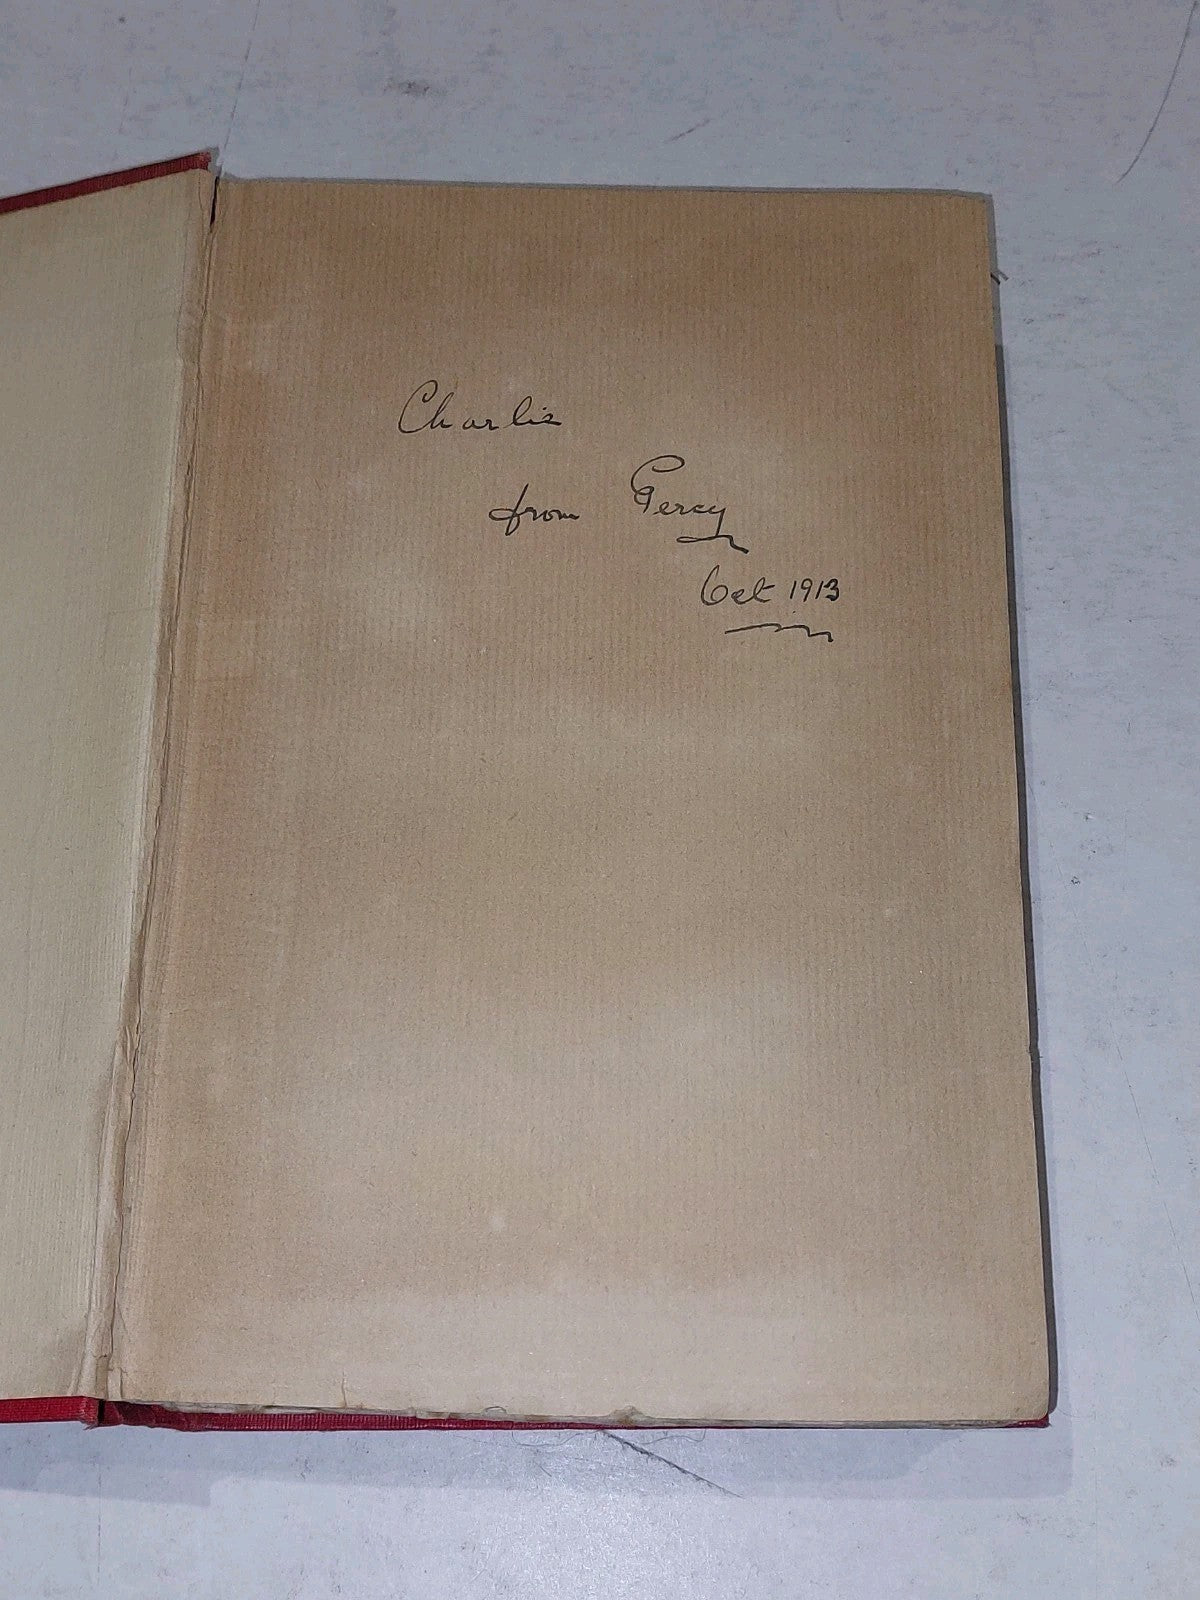 Charlie
from Percy
Oct 1913